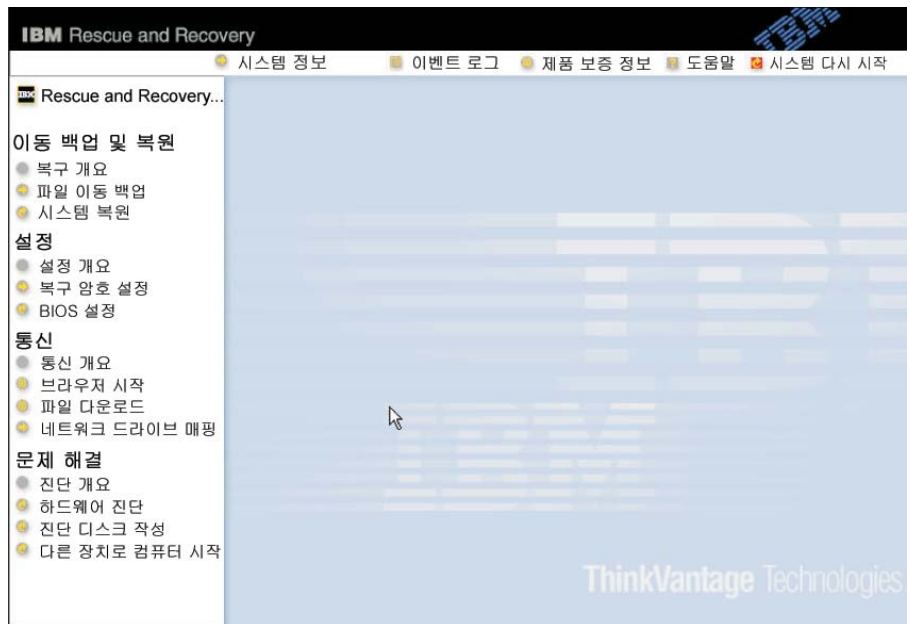 IBM Rescue and Recovery
IBM
시스템 정보 이벤트 로그 제품 보증 정보 도움말 시스템 다시 시작
Rescue and Recovery...
이동 백업 및 복원
복구 개요
파일 이동 백업
시스템 복원
설정
설정 개요
복구 암호 설정
BIOS 설정
통신
통신 개요
브라우저 시작
파일 다운로드
네트워크 드라이브 매핑
문제 해결
진단 개요
하드웨어 진단
진단 디스크 작성
다른 장치로 컴퓨터 시작
IBM
ThinkVantage Technologies